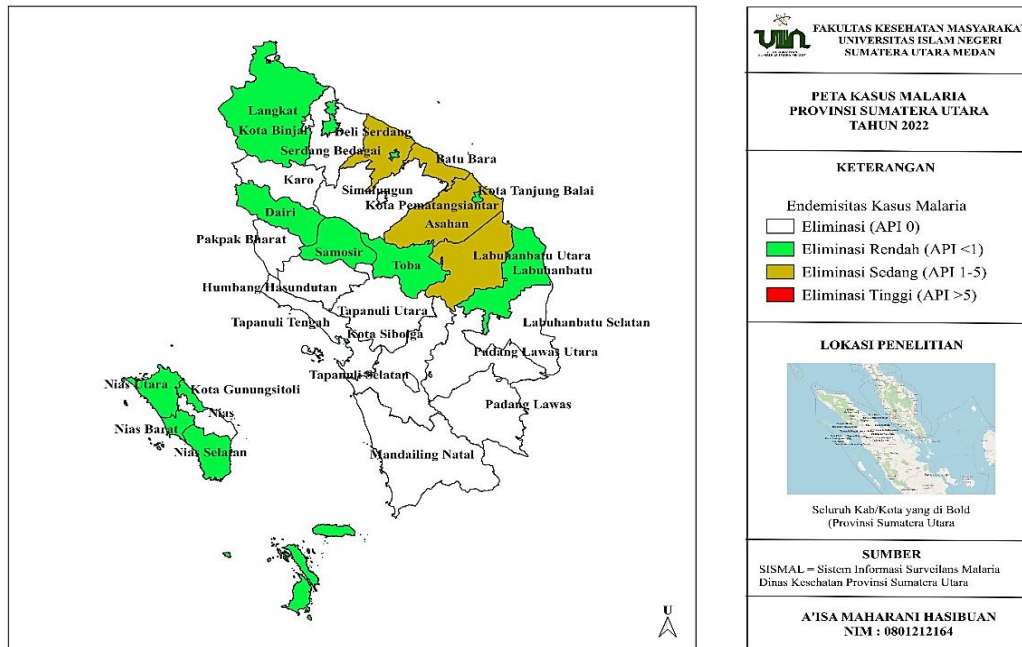 Langkat
Kota Binjai
Deli Serdang
Serdang Bedagai
Batu Bara
Karo
Simalungun
Kota Tanjung Balai
Kota Pematangsiantar
Dairi
Asahan
Pakpak Bharat
Samosir
Toba
Labuhanbatu Utara
Labuhanbatu
Humbang Hasundutan
Tapanuli Utara
Tapanuli Tengah
Labuhanbatu Selatan
Kota Sibolga
Padang Lawas Utara
Tapanuli Selatan
Nias Utara
Kota Gunungsitoli
Padang Lawas
Nias
Nias Barat
Nias Selatan
Mandailing Natal
U
UIN
FAKULTAS KESEHATAN MASYARAKA
UNIVERSITAS ISLAM NEGERI
SUMATERA UTARA MEDAN
PETA KASUS MALARIA
PROVINSI SUMATERA UTARA
TAHUN 2022
KETERANGAN
Endemisitas Kasus Malaria
Eliminasi (API 0)
Eliminasi Rendah (API <1)
Eliminasi Sedang (API 1-5)
Eliminasi Tinggi (API >5)
LOKASI PENELITIAN
Seluruh Kab/Kota yang di Bold
(Provinsi Sumatera Utara
SUMBER
SISMAL = Sistem Informasi Surveilans Malaria
Dinas Kesehatan Provinsi Sumatera Utara
A'ISA MAHARANI HASIBUAN
NIM : 0801212164